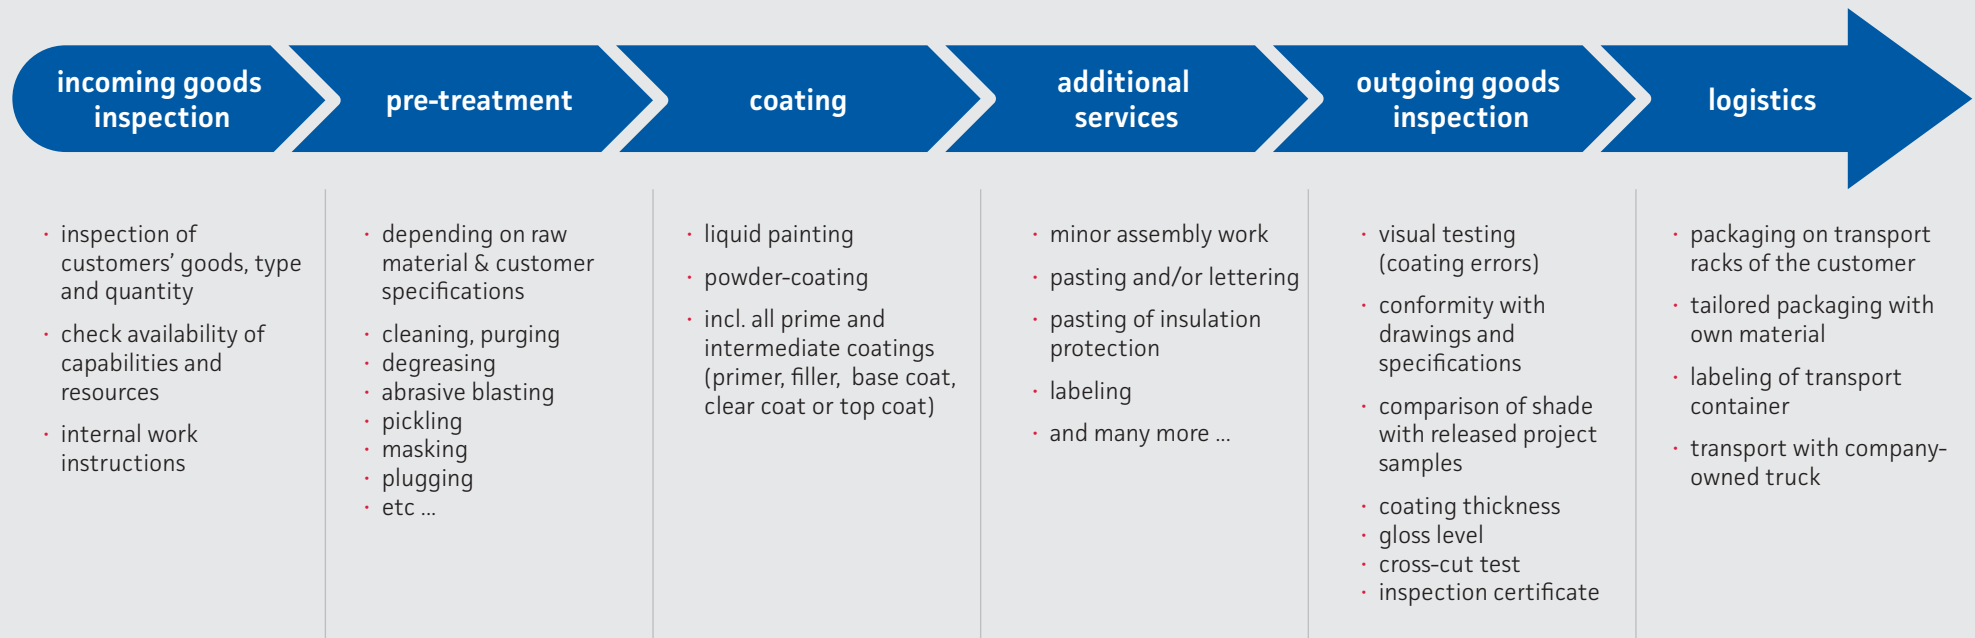 incoming goods
inspection
pre-treatment
coating
additional
services
outgoing goods
inspection
logistics
· inspection of
customers’ goods, type
and quantity
· check availability of
capabilities and
resources
· internal work
instructions
· depending on raw
material & customer
specifications
· cleaning, purging
· degreasing
· abrasive blasting
· pickling
· masking
· plugging
· etc ...
· liquid painting
· powder-coating
· incl. all prime and
intermediate coatings
(primer, filler, base coat,
clear coat or top coat)
· minor assembly work
· pasting and/or lettering
· pasting of insulation
protection
· labeling
· and many more ...
· visual testing
(coating errors)
· conformity with
drawings and
specifications
· comparison of shade
with released project
samples
· coating thickness
· gloss level
· cross-cut test
· inspection certificate
· packaging on transport
racks of the customer
· tailored packaging with
own material
· labeling of transport
container
· transport with company-
owned truck